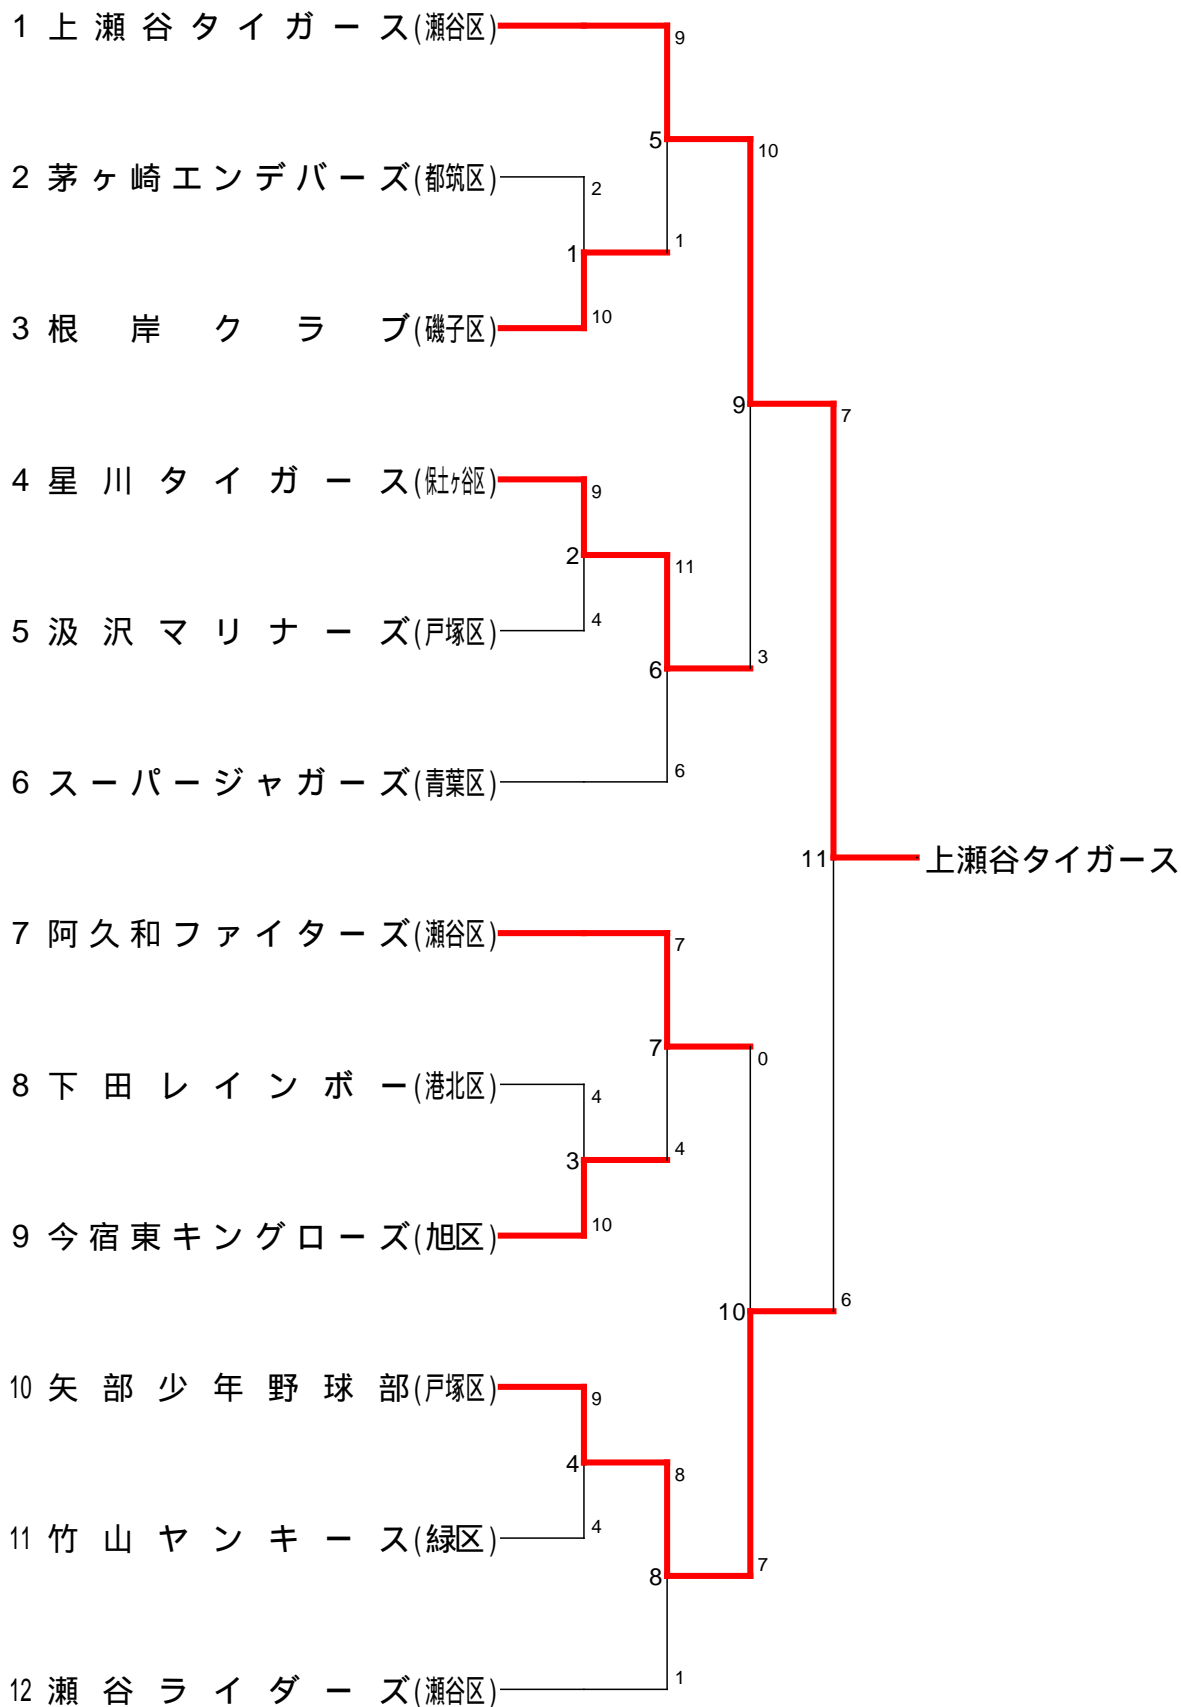 1 上瀬谷タイガース(瀬谷区)
9
5
10
2 茅ヶ崎エンデバーズ(都筑区)
2
1
1
3 根岸クラブ(磯子区)
10
9
7
4 星川タイガース(保土ヶ谷区)
9
2
11
5 汲沢マリナーズ(戸塚区)
4
6
3
6 スーパージャガーズ(青葉区)
6
11
上瀬谷タイガース
7 阿久和ファイターズ(瀬谷区)
7
7
0
8 下田レインボー(港北区)
4
3
4
9 今宿東キングローズ(旭区)
10
10
6
10 矢部少年野球部(戸塚区)
9
4
8
11 竹山ヤンキース(緑区)
4
8
7
12 瀬谷ライダーズ(瀬谷区)
1